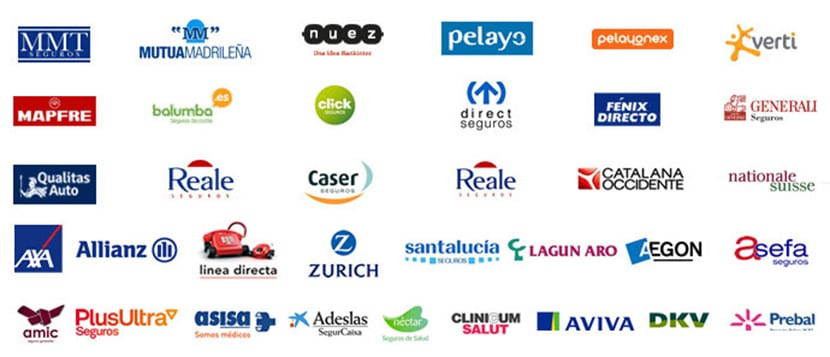 MMT
SEGUROS
"MM"
MUTUAMADRILEÑA
nuez
Una idea Bankinter
pelayo
pelayonex
verti
MAPFRE
balumba.es
Seguros de coche
click
SEGUROS
direct
seguros
FÉNIX
DIRECTO
GENERALI
Seguros
Qualitas
Auto
Reale
SEGUROS
Caser
SEGUROS
Reale
SEGUROS
CATALANA
OCCIDENTE
nationale
suisse
AXA
Allianz
linea directa
ZURICH
santalucía
SEGUROS
LAGUN ARO
AEGON
asefa
seguros
amic
PlusUltra
Seguros
asisa
Somos médicos
Adeslas
SegurCaixa
néctar
Seguros de Salud
CLINICUM
SALUT
AVIVA
DKV
Prebal